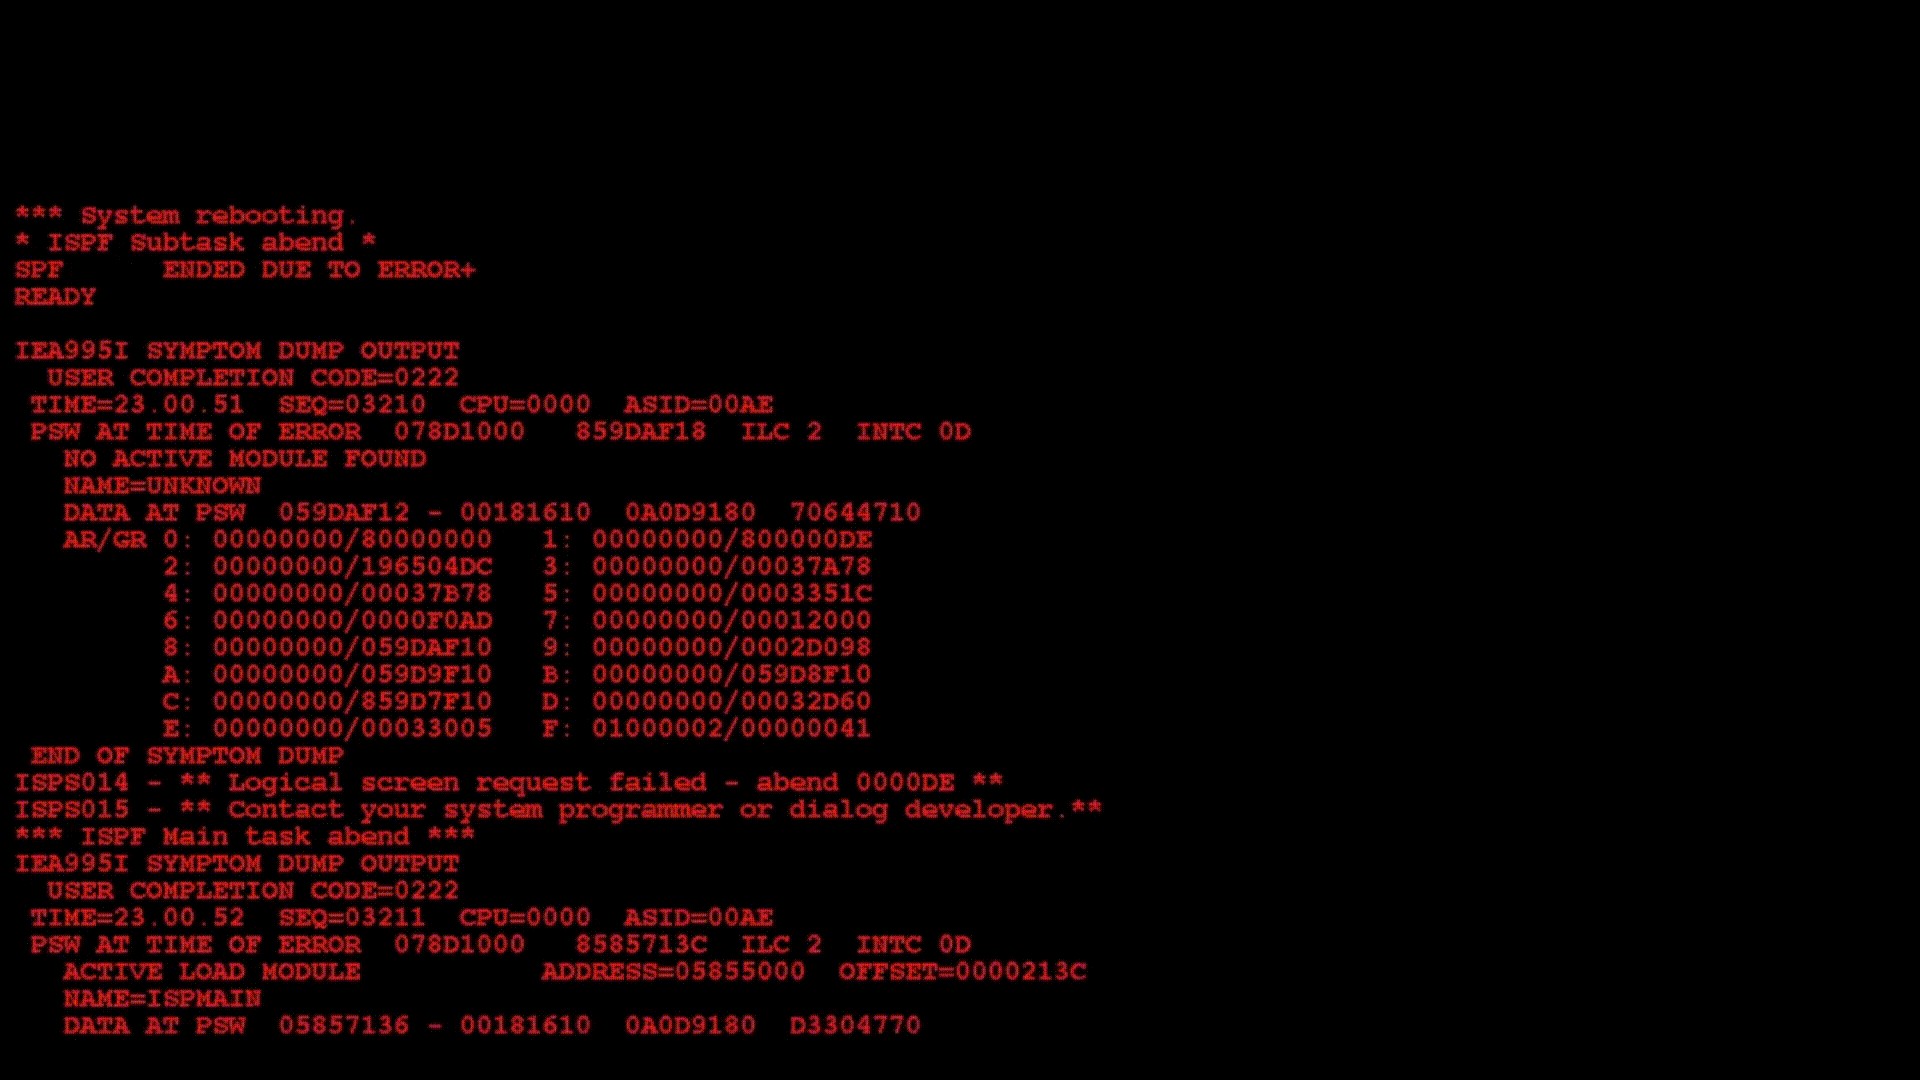 *** System rebooting.
* ISPF Subtask abend *
SPF      ENDED DUE TO ERROR+
READY

IEA995I SYMPTOM DUMP OUTPUT
  USER COMPLETION CODE=0222
 TIME=23.00.51  SEQ=03210  CPU=0000  ASID=00AE
 PSW AT TIME OF ERROR  078D1000   859DAF18  ILC 2  INTC 0D
   NO ACTIVE MODULE FOUND
   NAME=UNKNOWN
   DATA AT PSW  059DAF12 - 00181610  0A0D9180  70644710
   AR/GR 0: 00000000/80000000   1: 00000000/800000DE
         2: 00000000/196504DC   3: 00000000/00037A78
         4: 00000000/00037B78   5: 00000000/0003351C
         6: 00000000/0000F0AD   7: 00000000/00012000
         8: 00000000/059DAF10   9: 00000000/0002D098
         A: 00000000/059D9F10   B: 00000000/059D8F10
         C: 00000000/859D7F10   D: 00000000/00032D60
         E: 00000000/00033005   F: 01000002/00000041
 END OF SYMPTOM DUMP
ISPS014 - ** Logical screen request failed - abend 0000DE **
ISPS015 - ** Contact your system programmer or dialog developer.**
*** ISPF Main task abend ***
IEA995I SYMPTOM DUMP OUTPUT
  USER COMPLETION CODE=0222
 TIME=23.00.52  SEQ=03211  CPU=0000  ASID=00AE
 PSW AT TIME OF ERROR  078D1000   8585713C  ILC 2  INTC 0D
   ACTIVE LOAD MODULE           ADDRESS=05855000  OFFSET=0000213C
   NAME=ISPMAIN
   DATA AT PSW  05857136 - 00181610  0A0D9180  D3304770